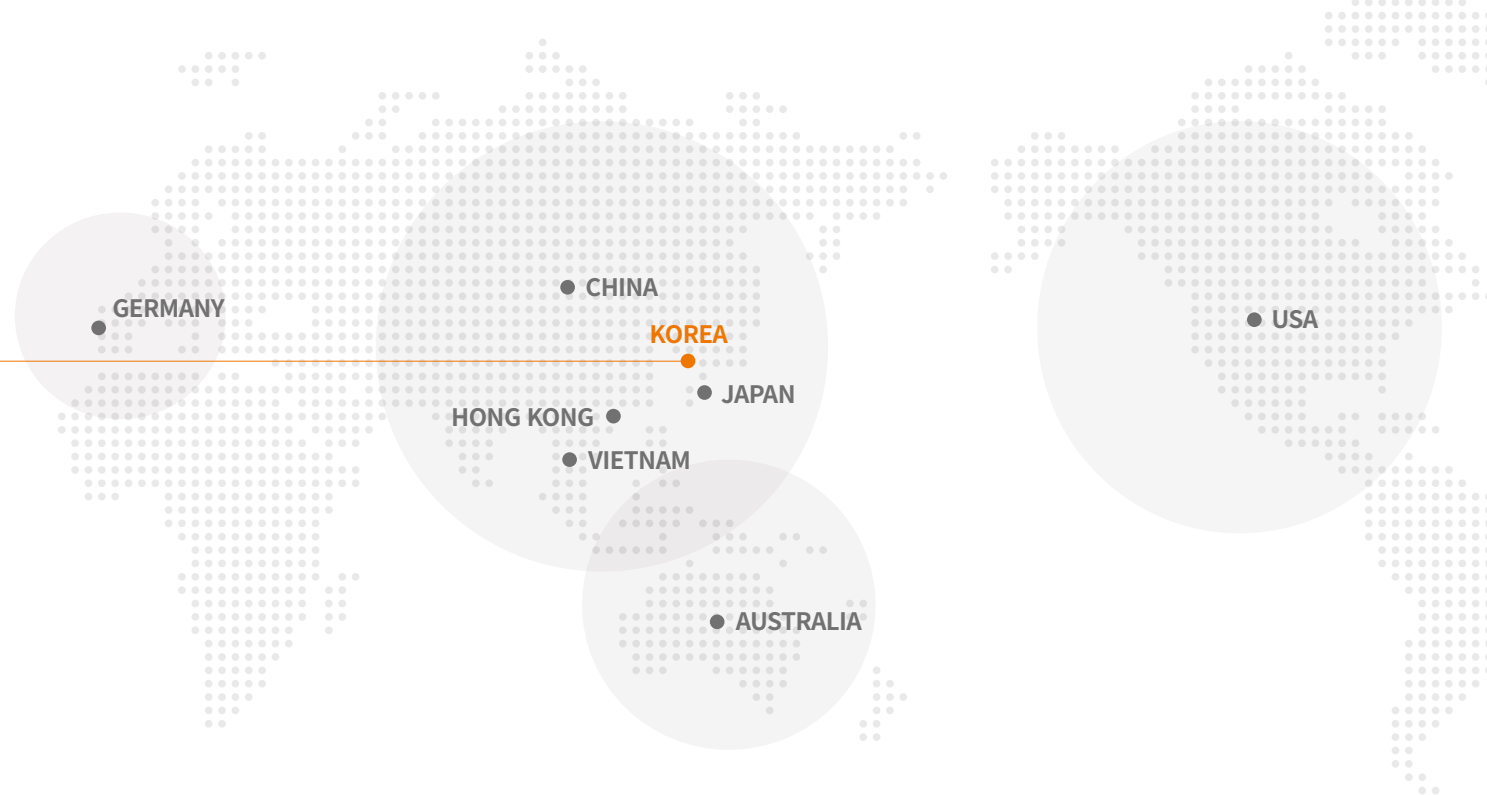 CHINA
GERMANY
USA
KOREA
JAPAN
HONG KONG
VIETNAM
AUSTRALIA